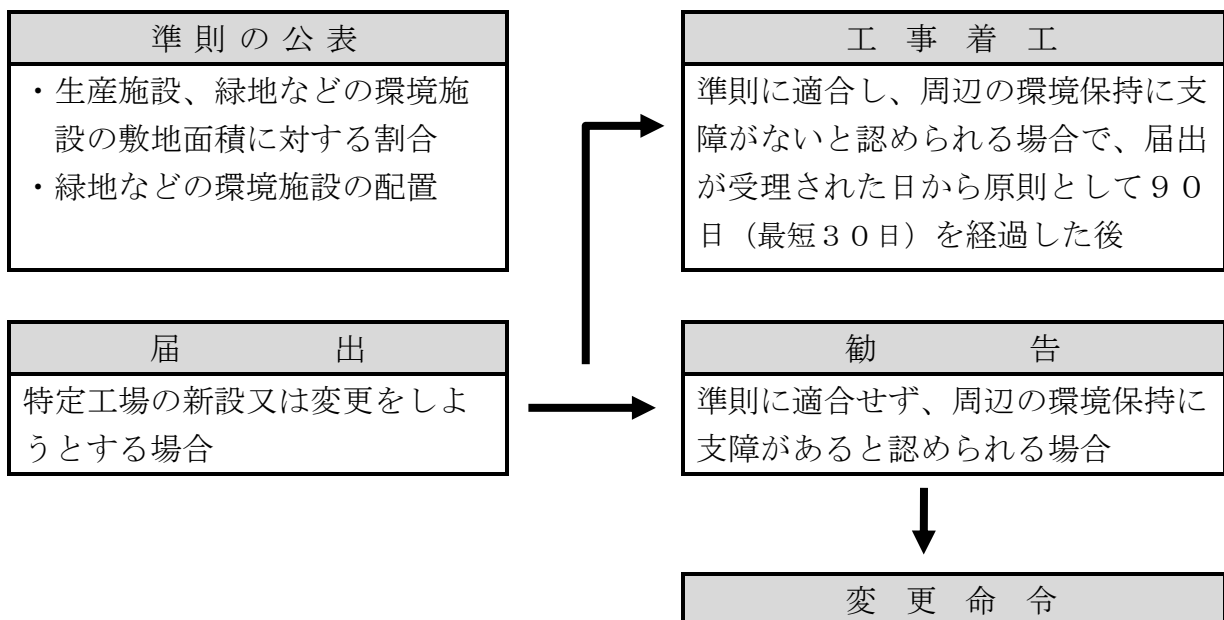 準則の公表
・生産施設、緑地などの環境施
設の敷地面積に対する割合
・緑地などの環境施設の配置
工事着工
準則に適合し、周辺の環境保持に支
障がないと認められる場合で、届出
が受理された日から原則として９０
日（最短３０日）を経過した後
届出
特定工場の新設又は変更をしよ
うとする場合
勧告
準則に適合せず、周辺の環境保持に
支障があると認められる場合
変更命令